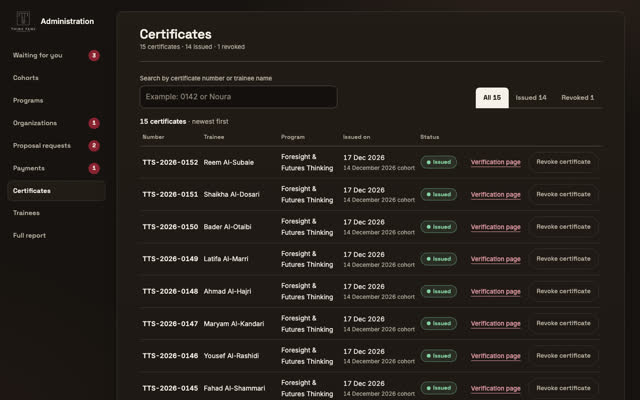 THINK TANK
Administration
Waiting for you 3
Cohorts
Programs
Organizations 1
Proposal requests 2
Payments 1
Certificates
Trainees
Full report
Certificates
15 certificates · 14 issued · 1 revoked
Search by certificate number or trainee name
Example: 0142 or Noura
All 15 Issued 14 Revoked 1
15 certificates · newest first
Number Trainee Program Issued on Status
TTS-2026-0152 Reem Al-Subaie Foresight & Futures Thinking 17 Dec 2026 14 December 2026 cohort Issued Verification page Revoke certificate
TTS-2026-0151 Shaikha Al-Dosari Foresight & Futures Thinking 17 Dec 2026 14 December 2026 cohort Issued Verification page Revoke certificate
TTS-2026-0150 Bader Al-Otaibi Foresight & Futures Thinking 17 Dec 2026 14 December 2026 cohort Issued Verification page Revoke certificate
TTS-2026-0149 Latifa Al-Marri Foresight & Futures Thinking 17 Dec 2026 14 December 2026 cohort Issued Verification page Revoke certificate
TTS-2026-0148 Ahmad Al-Hajri Foresight & Futures Thinking 17 Dec 2026 14 December 2026 cohort Issued Verification page Revoke certificate
TTS-2026-0147 Maryam Al-Kandari Foresight & Futures Thinking 17 Dec 2026 14 December 2026 cohort Issued Verification page Revoke certificate
TTS-2026-0146 Yousef Al-Rashidi Foresight & Futures Thinking 17 Dec 2026 14 December 2026 cohort Issued Verification page Revoke certificate
TTS-2026-0145 Fahad Al-Shammari Foresight & Futures Thinking 17 Dec 2026 14 December 2026 cohort Issued Verification page Revoke certificate